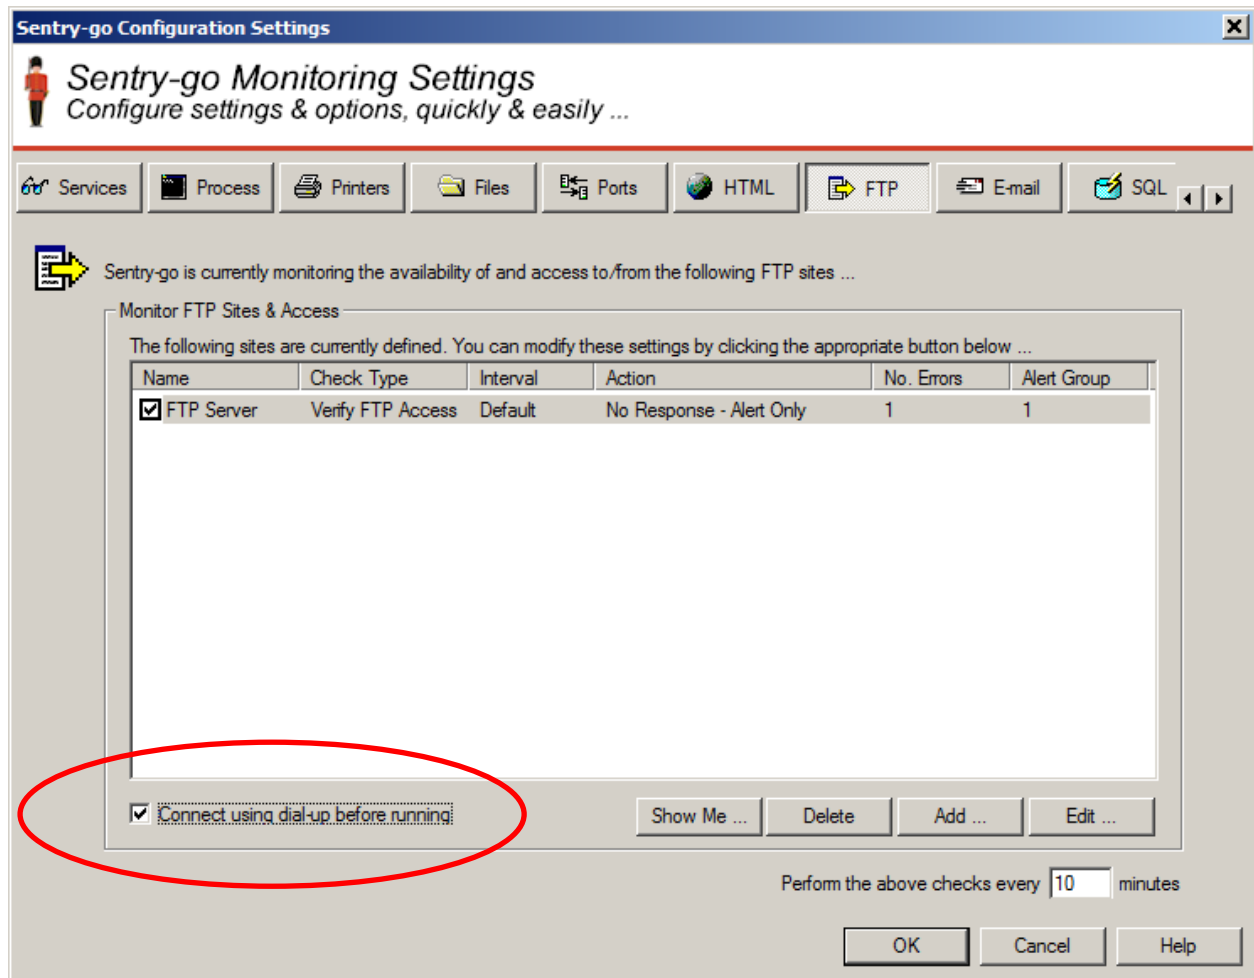 Sentry-go Configuration Settings
Sentry-go Monitoring Settings
Configure settings & options, quickly & easily ...
Services Process Printers Files Ports HTML FTP E-mail SQL
Sentry-go is currently monitoring the availability of and access to/from the following FTP sites ...
Monitor FTP Sites & Access
The following sites are currently defined. You can modify these settings by clicking the appropriate button below ...
Name Check Type Interval Action No. Errors Alert Group
FTP Server Verify FTP Access Default No Response - Alert Only 1 1
Connect using dial-up before running Show Me ... Delete Add ... Edit ...
Perform the above checks every 10 minutes
OK Cancel Help